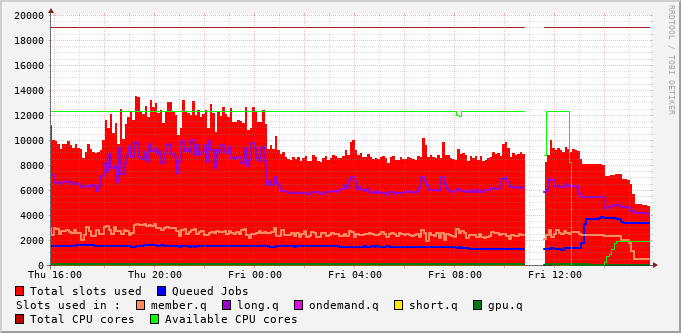 RRDTOOL / TOBI OETIKER
20000
18000
16000
14000
12000
10000
8000
6000
4000
2000
0
Thu 16:00 Thu 20:00 Fri 00:00 Fri 04:00 Fri 08:00 Fri 12:00
Total slots used Queued Jobs
Slots used in : member.q long.q ondemand.q short.q gpu.q
Total CPU cores Available CPU cores